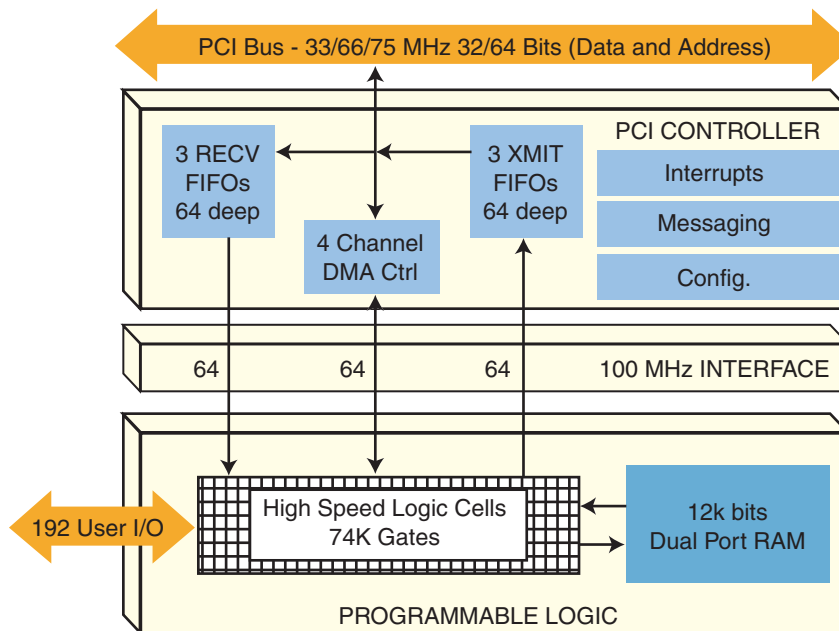 PCI Bus - 33/66/75 MHz 32/64 Bits (Data and Address)
PCI CONTROLLER
3 RECV
FIFOs
64 deep
3 XMIT
FIFOs
64 deep
4 Channel
DMA Ctrl
Interrupts
Messaging
Config.
64
64
64
100 MHz INTERFACE
192 User I/O
High Speed Logic Cells
74K Gates
12k bits
Dual Port RAM
PROGRAMMABLE LOGIC